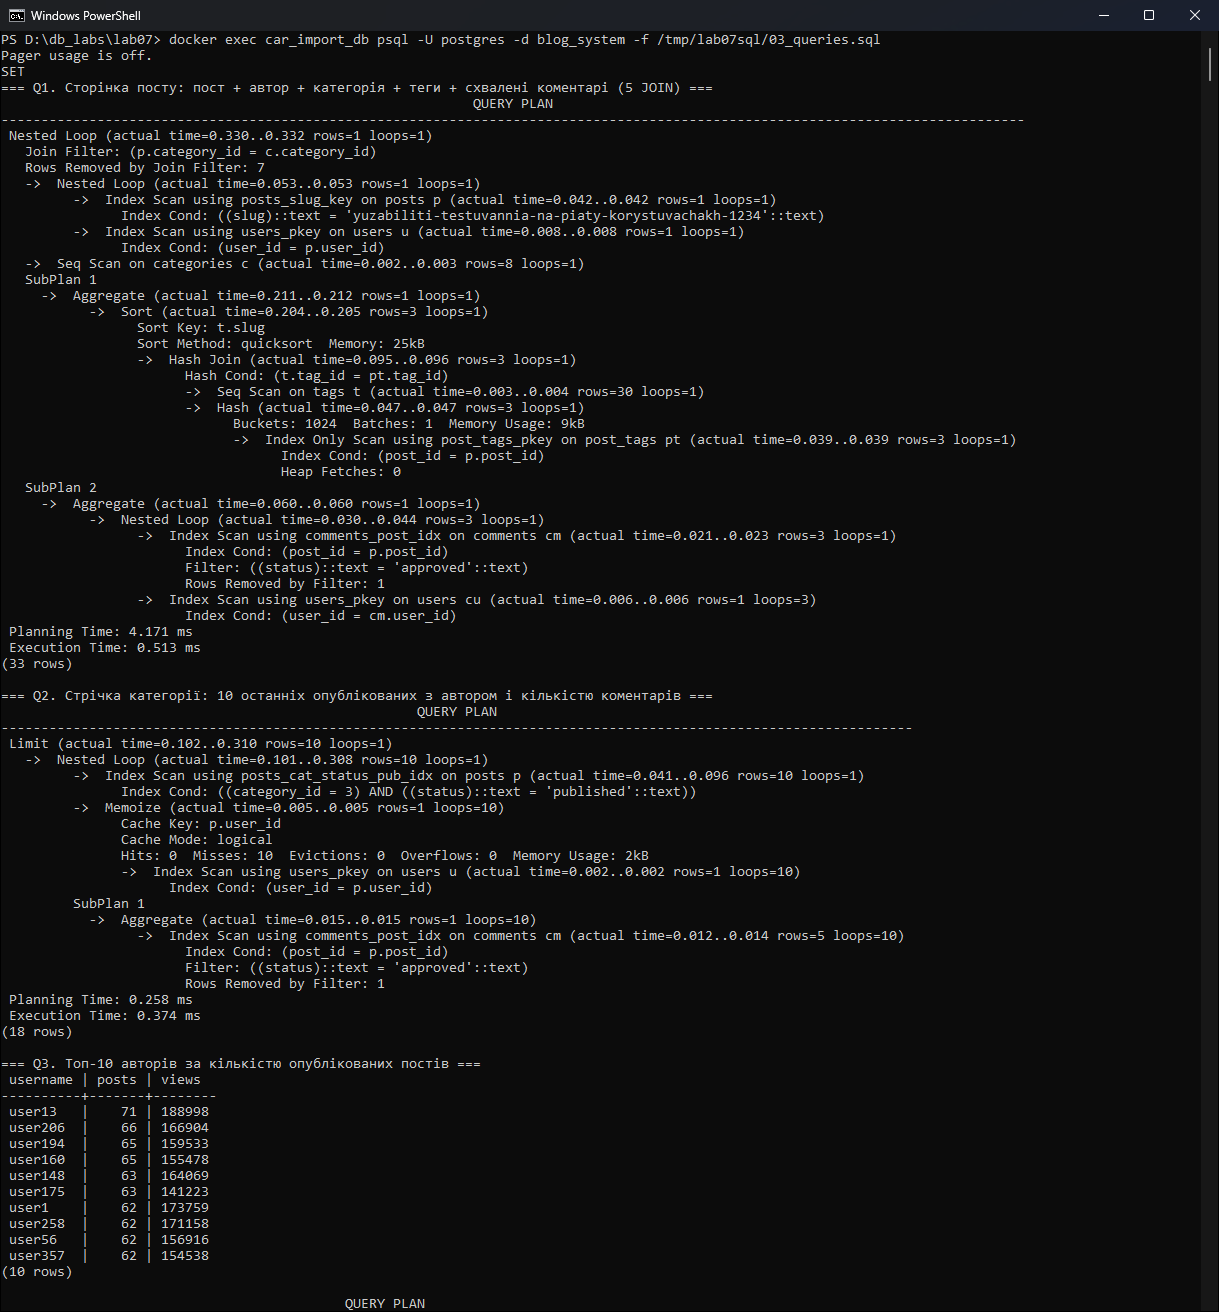 Windows PowerShell
PS D:\db_labs\lab07> docker exec car_import_db psql -U postgres -d blog_system -f /tmp/lab07sql/03_queries.sql
Pager usage is off.
SET
=== Q1. Сторінка посту: пост + автор + категорія + теги + схвалені коментарі (5 JOIN) ===
QUERY PLAN
--------------------------------------------------------------------------------------------------------------------------------
Nested Loop (actual time=0.330..0.332 rows=1 loops=1)
Join Filter: (p.category_id = c.category_id)
Rows Removed by Join Filter: 7
->  Nested Loop (actual time=0.053..0.053 rows=1 loops=1)
->  Index Scan using posts_slug_key on posts p (actual time=0.042..0.042 rows=1 loops=1)
Index Cond: ((slug)::text = 'yuzabiliti-testuvannia-na-piaty-korystuvachakh-1234'::text)
->  Index Scan using users_pkey on users u (actual time=0.008..0.008 rows=1 loops=1)
Index Cond: (user_id = p.user_id)
->  Seq Scan on categories c (actual time=0.002..0.003 rows=8 loops=1)
SubPlan 1
->  Aggregate (actual time=0.211..0.212 rows=1 loops=1)
->  Sort (actual time=0.204..0.205 rows=3 loops=1)
Sort Key: t.slug
Sort Method: quicksort  Memory: 25kB
->  Hash Join (actual time=0.095..0.096 rows=3 loops=1)
Hash Cond: (t.tag_id = pt.tag_id)
->  Seq Scan on tags t (actual time=0.003..0.004 rows=30 loops=1)
->  Hash (actual time=0.047..0.047 rows=3 loops=1)
Buckets: 1024  Batches: 1  Memory Usage: 9kB
->  Index Only Scan using post_tags_pkey on post_tags pt (actual time=0.039..0.039 rows=3 loops=1)
Index Cond: (post_id = p.post_id)
Heap Fetches: 0
SubPlan 2
->  Aggregate (actual time=0.060..0.060 rows=1 loops=1)
->  Nested Loop (actual time=0.030..0.044 rows=3 loops=1)
->  Index Scan using comments_post_idx on comments cm (actual time=0.021..0.023 rows=3 loops=1)
Index Cond: (post_id = p.post_id)
Filter: ((status)::text = 'approved'::text)
Rows Removed by Filter: 1
->  Index Scan using users_pkey on users cu (actual time=0.006..0.006 rows=1 loops=3)
Index Cond: (user_id = cm.user_id)
Planning Time: 4.171 ms
Execution Time: 0.513 ms
(33 rows)
=== Q2. Стрічка категорії: 10 останніх опублікованих з автором і кількістю коментарів ===
QUERY PLAN
------------------------------------------------------------------------------------------------------------------
Limit (actual time=0.102..0.310 rows=10 loops=1)
->  Nested Loop (actual time=0.101..0.308 rows=10 loops=1)
->  Index Scan using posts_cat_status_pub_idx on posts p (actual time=0.041..0.096 rows=10 loops=1)
Index Cond: ((category_id = 3) AND ((status)::text = 'published'::text))
->  Memoize (actual time=0.005..0.005 rows=1 loops=10)
Cache Key: p.user_id
Cache Mode: logical
Hits: 0  Misses: 10  Evictions: 0  Overflows: 0  Memory Usage: 2kB
->  Index Scan using users_pkey on users u (actual time=0.002..0.002 rows=1 loops=10)
Index Cond: (user_id = p.user_id)
SubPlan 1
->  Aggregate (actual time=0.015..0.015 rows=1 loops=10)
->  Index Scan using comments_post_idx on comments cm (actual time=0.012..0.014 rows=5 loops=10)
Index Cond: (post_id = p.post_id)
Filter: ((status)::text = 'approved'::text)
Rows Removed by Filter: 1
Planning Time: 0.258 ms
Execution Time: 0.374 ms
(18 rows)
=== Q3. Топ-10 авторів за кількістю опублікованих постів ===
username | posts | views
----------+-------+--------
user13   |    71 | 188998
user206  |    66 | 166904
user194  |    65 | 159533
user160  |    65 | 155478
user148  |    63 | 164069
user175  |    63 | 141223
user1    |    62 | 173759
user258  |    62 | 171158
user56   |    62 | 156916
user357  |    62 | 154538
(10 rows)
QUERY PLAN